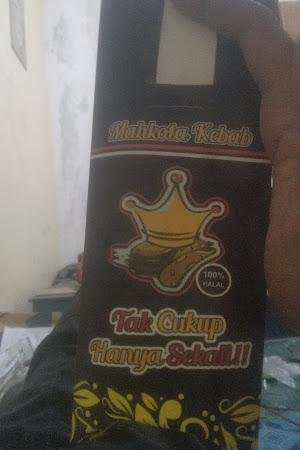 Mahkota Kebab
100%
HALAL
Tak Cukup
Hanya Sekali!!